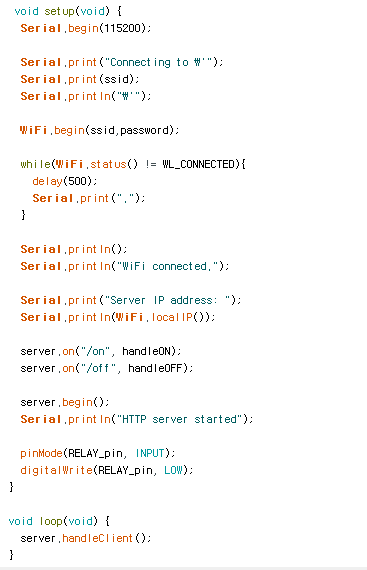 void setup(void) {
Serial.begin(115200);
Serial.print("Connecting to ₩'");
Serial.print(ssid);
Serial.println("₩'");
WiFi.begin(ssid,password);
while(WiFi.status() != WL_CONNECTED){
delay(500);
Serial.print(".");
}
Serial.println();
Serial.println("WiFi connected.");
Serial.print("Server IP address: ");
Serial.println(WiFi.localIP());
server.on("/on", handleON);
server.on("/off", handleOFF);
server.begin();
Serial.println("HTTP server started");
pinMode(RELAY_pin, INPUT);
digitalWrite(RELAY_pin, LOW);
}
void loop(void) {
server.handleClient();
}